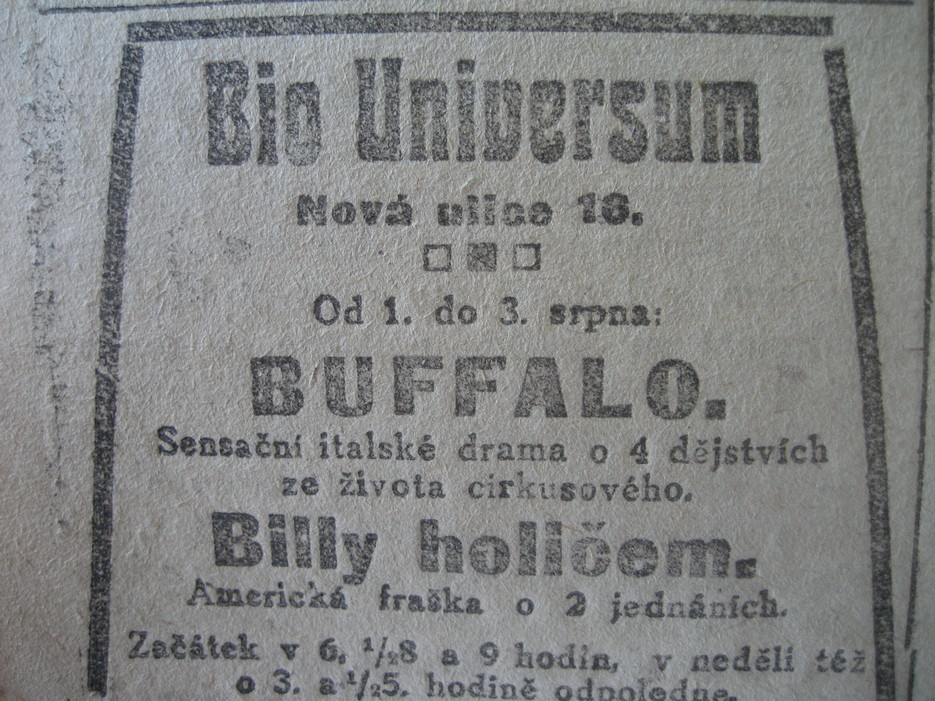 Bio Universum
Nová ulice 16.
Od 1. do 3. srpna:
BUFFALO.
Sensační italské drama o 4 dějstvích
ze života cirkusového.
Billy holičem.
Americká fraška o 2 jednáních.
Začátek v 6, ½8 a 9 hodin, v neděli též
o 3. a ½5. hodině odpoledne.